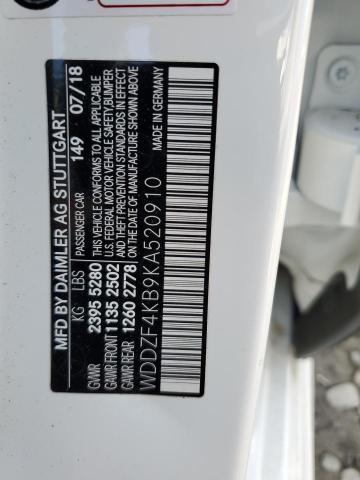 MFD BY DAIMLER AG STUTTGART
PASSENGER CAR 149 07/18
KG LBS THIS VEHICLE CONFORMS TO ALL APPLICABLE
GVWR 2395 5280 U.S. FEDERAL MOTOR VEHICLE SAFETY, BUMPER
GAWR FRONT 1135 2502 AND THEFT PREVENTION STANDARDS IN EFFECT
GAWR REAR 1260 2778 ON THE DATE OF MANUFACTURE SHOWN ABOVE
MADE IN GERMANY
WDDZF4KB9KA520910